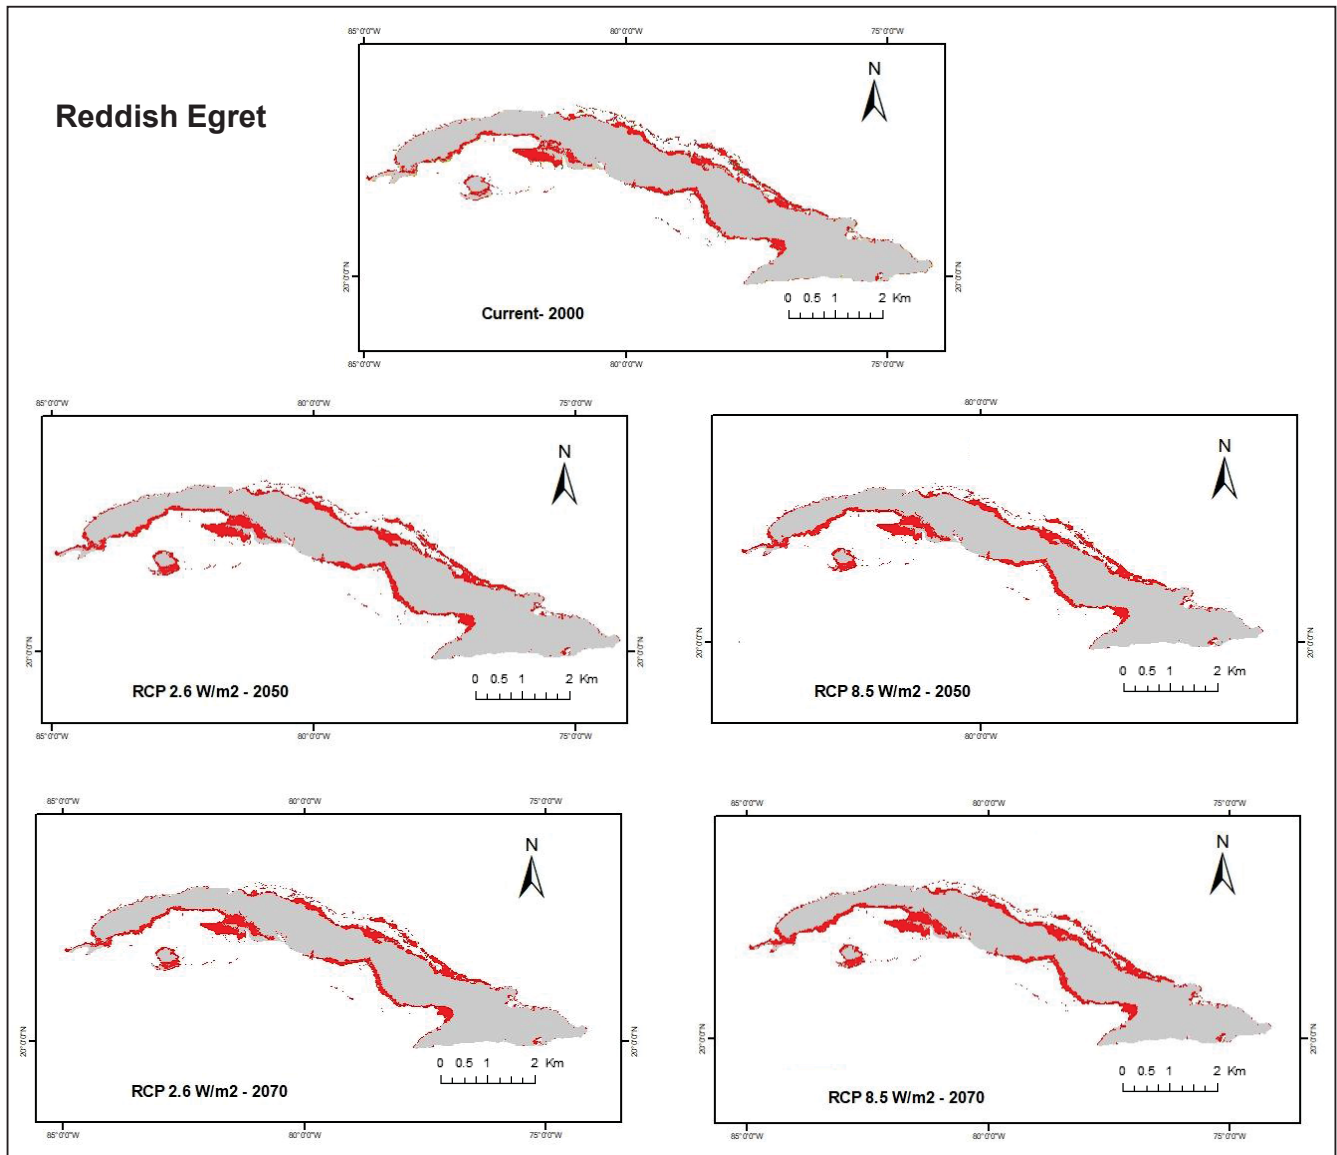 Reddish Egret
85°0'0"W 80°0'0"W 75°0'0"W
N
20°0'0"N 20°0'0"N
0 0.5 1 2 Km
Current- 2000
85°0'0"W 80°0'0"W 75°0'0"W
85°0'0"W 80°0'0"W 75°0'0"W
N
20°0'0"N 20°0'0"N
0 0.5 1 2 Km
RCP 2.6 W/m2 - 2050
85°0'0"W 80°0'0"W 75°0'0"W
80°0'0"W
N
20°0'0"N 20°0'0"N
0 0.5 1 2 Km
RCP 8.5 W/m2 - 2050
80°0'0"W
85°0'0"W 80°0'0"W 75°0'0"W
N
20°0'0"N 20°0'0"N
0 0.5 1 2 Km
RCP 2.6 W/m2 - 2070
85°0'0"W 80°0'0"W 75°0'0"W
85°0'0"W 80°0'0"W 75°0'0"W
N
20°0'0"N 20°0'0"N
0 0.5 1 2 Km
RCP 8.5 W/m2 - 2070
85°0'0"W 80°0'0"W 75°0'0"W